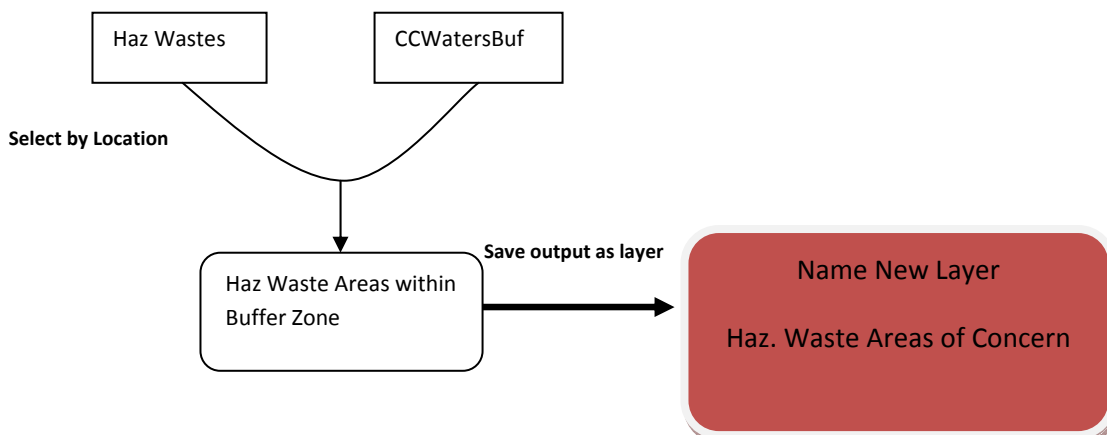 Haz Wastes
CCWatersBuf
Select by Location
Haz Waste Areas within
Buffer Zone
Save output as layer
Name New Layer
Haz. Waste Areas of Concern